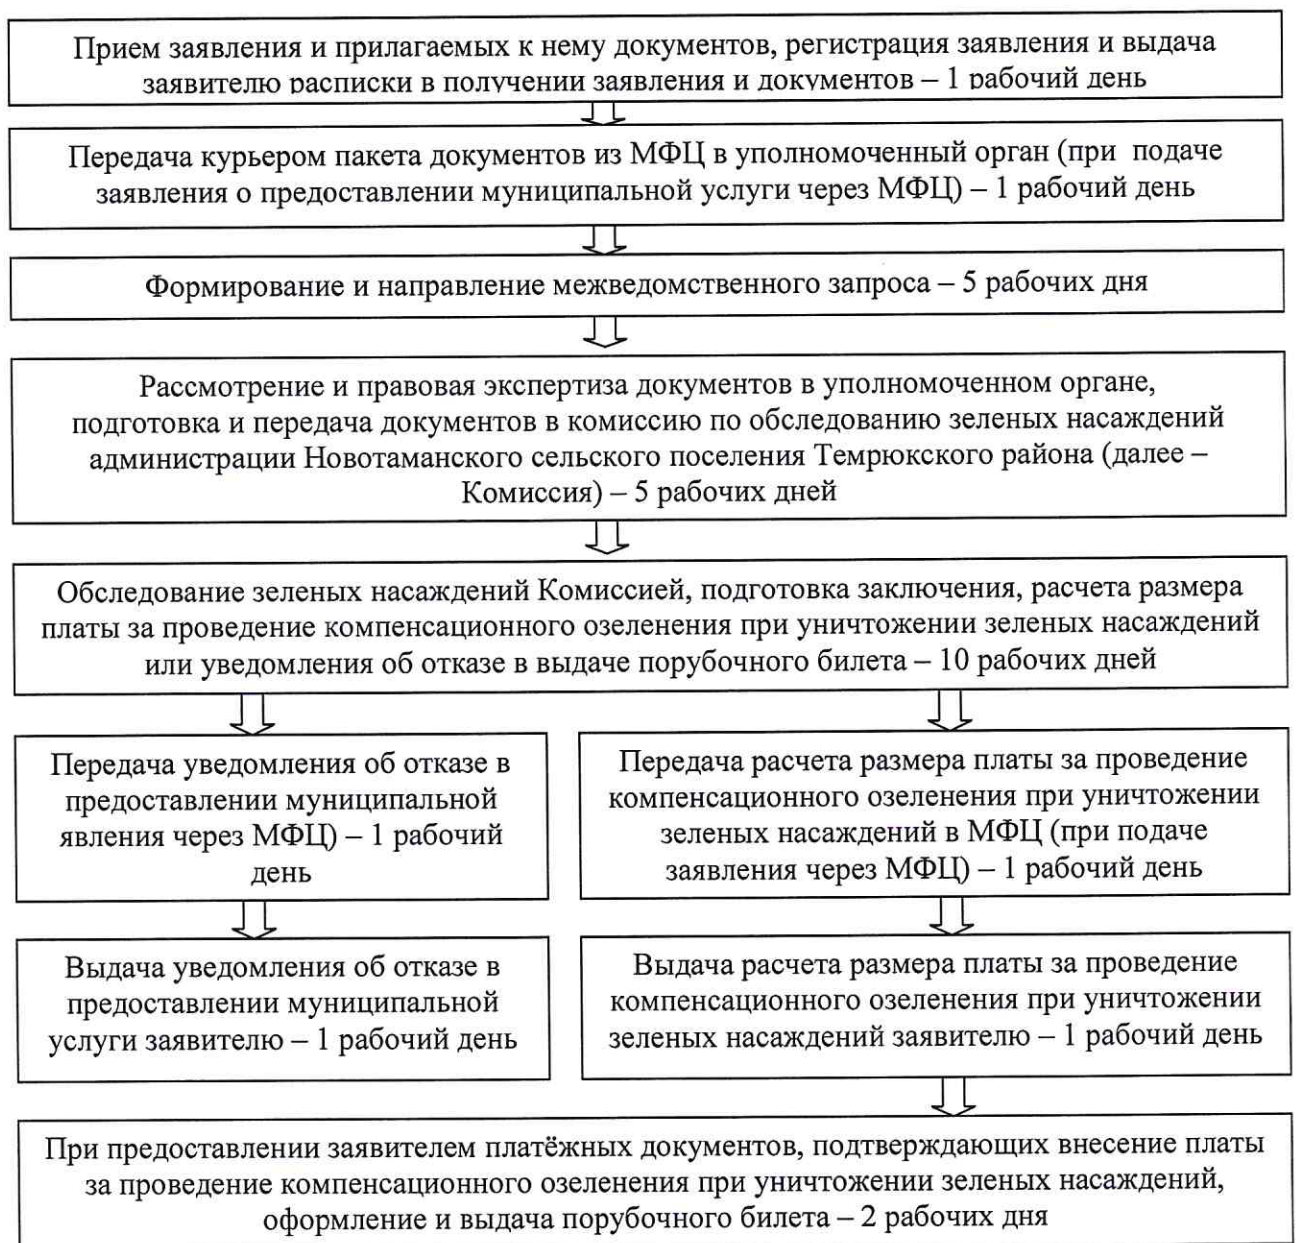 Прием заявления и прилагаемых к нему документов, регистрация заявления и выдача
заявителю расписки в получении заявления и документов – 1 рабочий день
Передача курьером пакета документов из МФЦ в уполномоченный орган (при подаче
заявления о предоставлении муниципальной услуги через МФЦ) – 1 рабочий день
Формирование и направление межведомственного запроса – 5 рабочих дня
Рассмотрение и правовая экспертиза документов в уполномоченном органе,
подготовка и передача документов в комиссию по обследованию зеленых насаждений
администрации Новотаманского сельского поселения Темрюкского района (далее –
Комиссия) – 5 рабочих дней
Обследование зеленых насаждений Комиссией, подготовка заключения, расчета размера
платы за проведение компенсационного озеленения при уничтожении зеленых насаждений
или уведомления об отказе в выдаче порубочного билета – 10 рабочих дней
Передача уведомления об отказе в
предоставлении муниципальной
явления через МФЦ) – 1 рабочий
день
Передача расчета размера платы за проведение
компенсационного озеленения при уничтожении
зеленых насаждений в МФЦ (при подаче
заявления через МФЦ) – 1 рабочий день
Выдача уведомления об отказе в
предоставлении муниципальной
услуги заявителю – 1 рабочий день
Выдача расчета размера платы за проведение
компенсационного озеленения при уничтожении
зеленых насаждений заявителю – 1 рабочий день
При предоставлении заявителем платёжных документов, подтверждающих внесение платы
за проведение компенсационного озеленения при уничтожении зеленых насаждений,
оформление и выдача порубочного билета – 2 рабочих дня